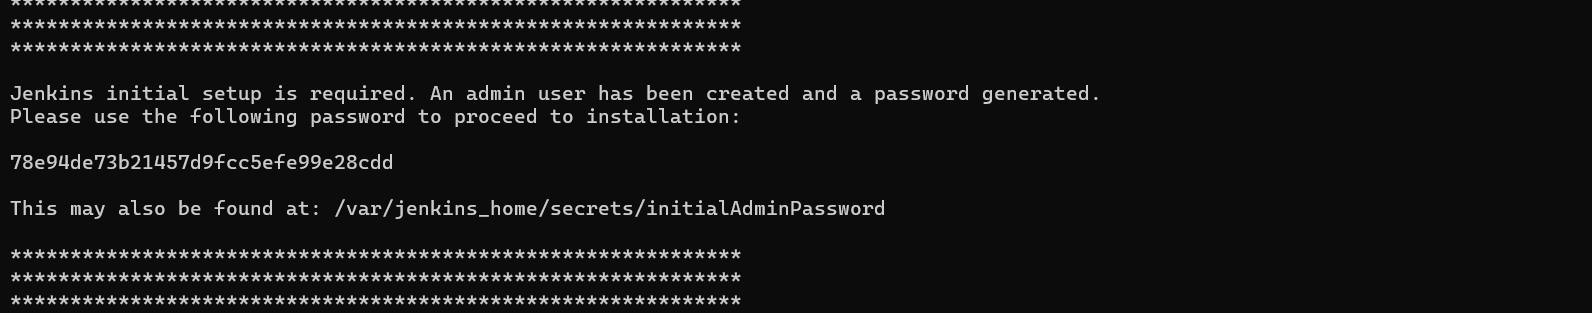 *************************************************************
*************************************************************
*************************************************************
Jenkins initial setup is required. An admin user has been created and a password generated.
Please use the following password to proceed to installation:
78e94de73b21457d9fcc5efe99e28cdd
This may also be found at: /var/jenkins_home/secrets/initialAdminPassword
*************************************************************
*************************************************************
*************************************************************